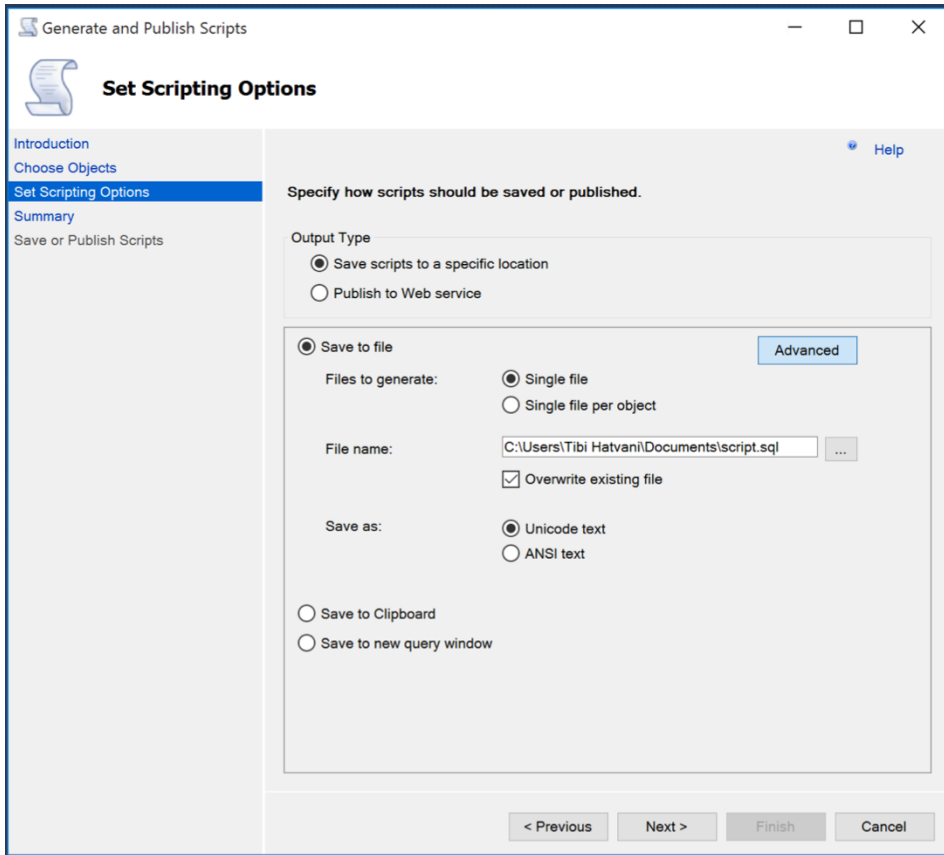 Generate and Publish Scripts
Set Scripting Options
Introduction
Choose Objects
Set Scripting Options
Summary
Save or Publish Scripts
Help
Specify how scripts should be saved or published.
Output Type
Save scripts to a specific location
Publish to Web service
Save to file
Advanced
Files to generate:
Single file
Single file per object
File name:
C:\Users\Tibi Hatvani\Documents\script.sql
...
Overwrite existing file
Save as:
Unicode text
ANSI text
Save to Clipboard
Save to new query window
< Previous
Next >
Finish
Cancel